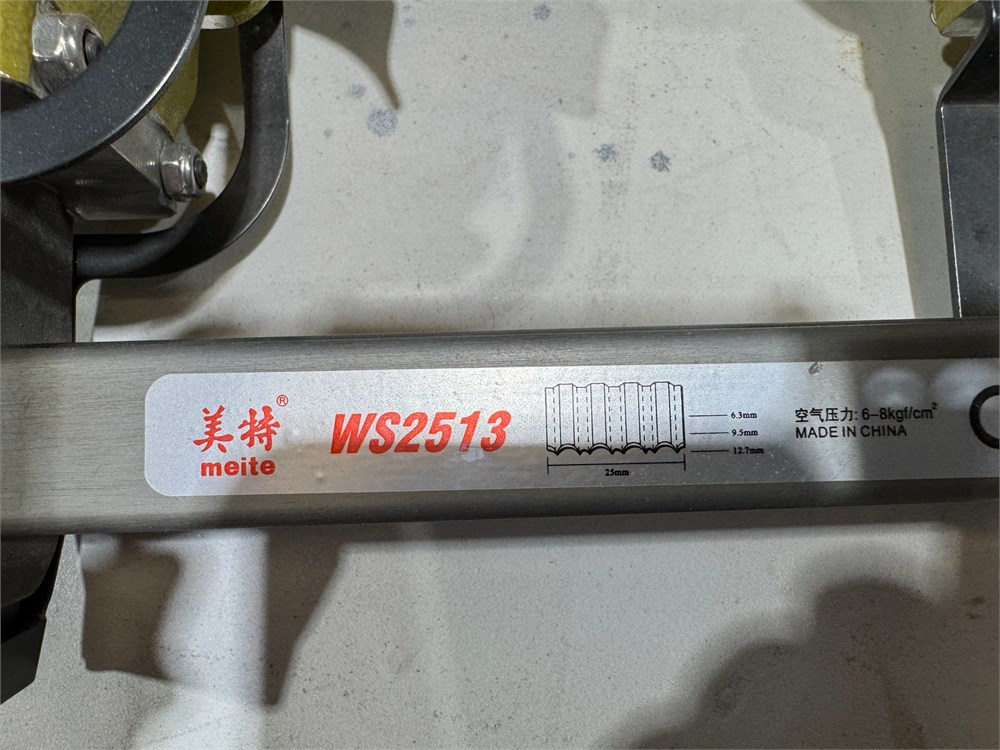 美特®
meite
WS2513
6.3mm
9.5mm
12.7mm
25mm
空气压力: 6-8kgf/cm²
MADE IN CHINA